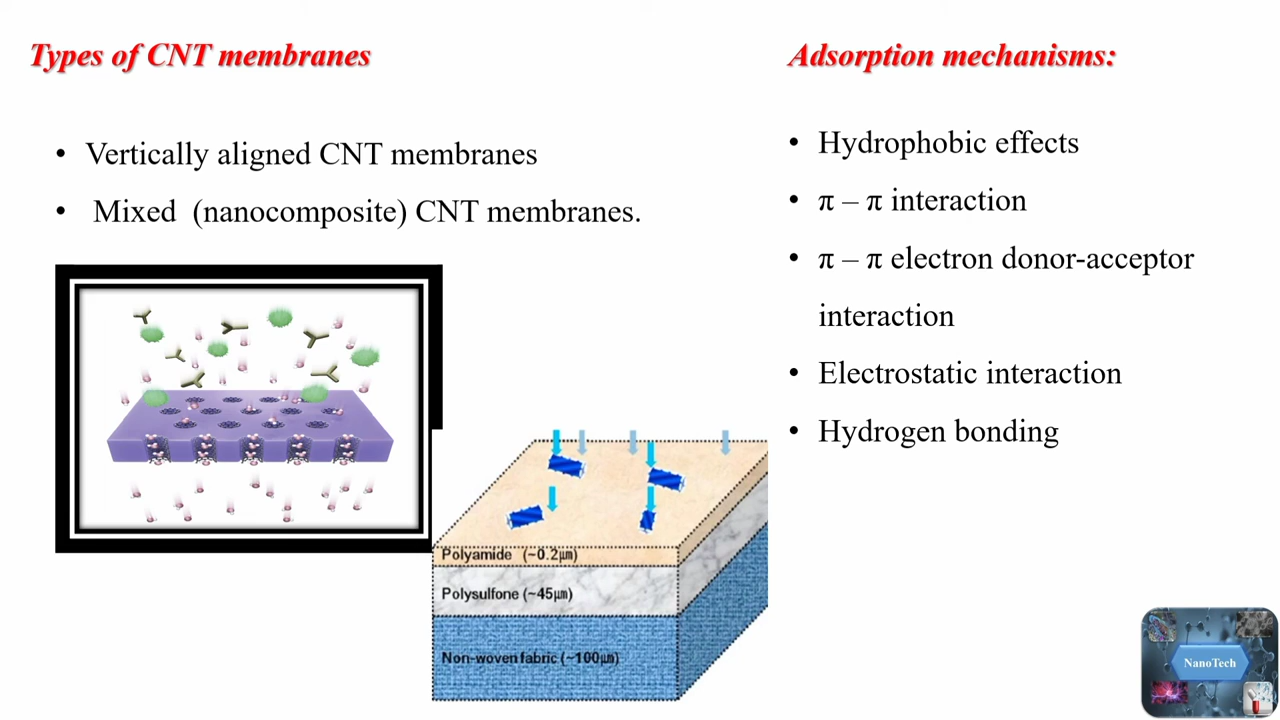 Types of CNT membranes
• Vertically aligned CNT membranes
• Mixed (nanocomposite) CNT membranes.
Polyamide (~0.2㎛)
Polysulfone (~45㎛)
Non-woven fabric (~100㎛)
Adsorption mechanisms:
• Hydrophobic effects
• π – π interaction
• π – π electron donor-acceptor
interaction
• Electrostatic interaction
• Hydrogen bonding
NanoTech